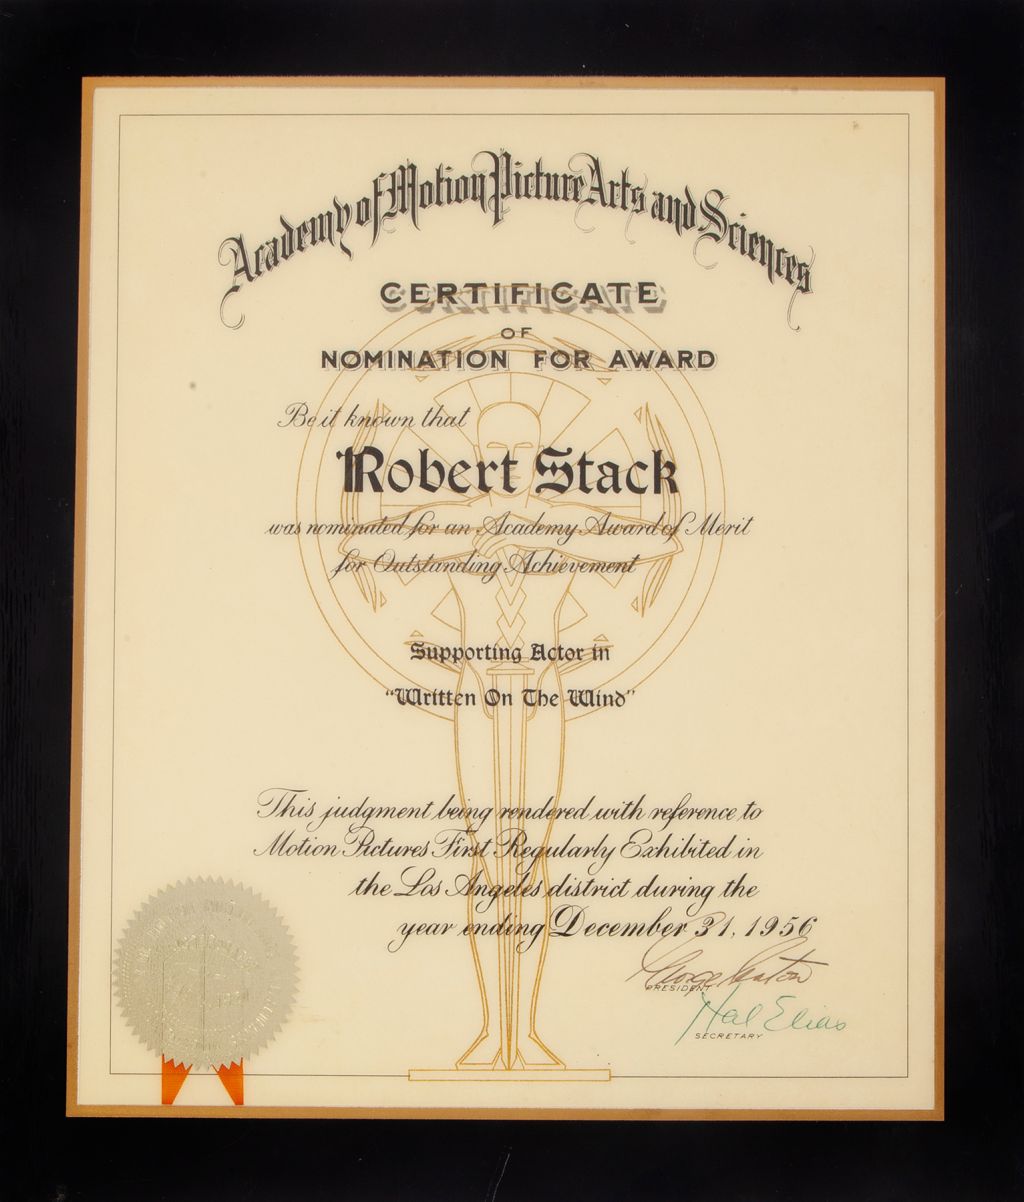 Academy of Motion Picture Arts and Sciences
CERTIFICATE
OF
NOMINATION FOR AWARD
Be it known that
Robert Stack
was nominated for an Academy Award of Merit
for Outstanding Achievement
Supporting Actor in
“Written On The Wind”
This judgment being rendered with reference to
Motion Pictures First Regularly Exhibited in
the Los Angeles district during the
year ending December 31, 1956
George Seaton
PRESIDENT
Hal Elias
SECRETARY